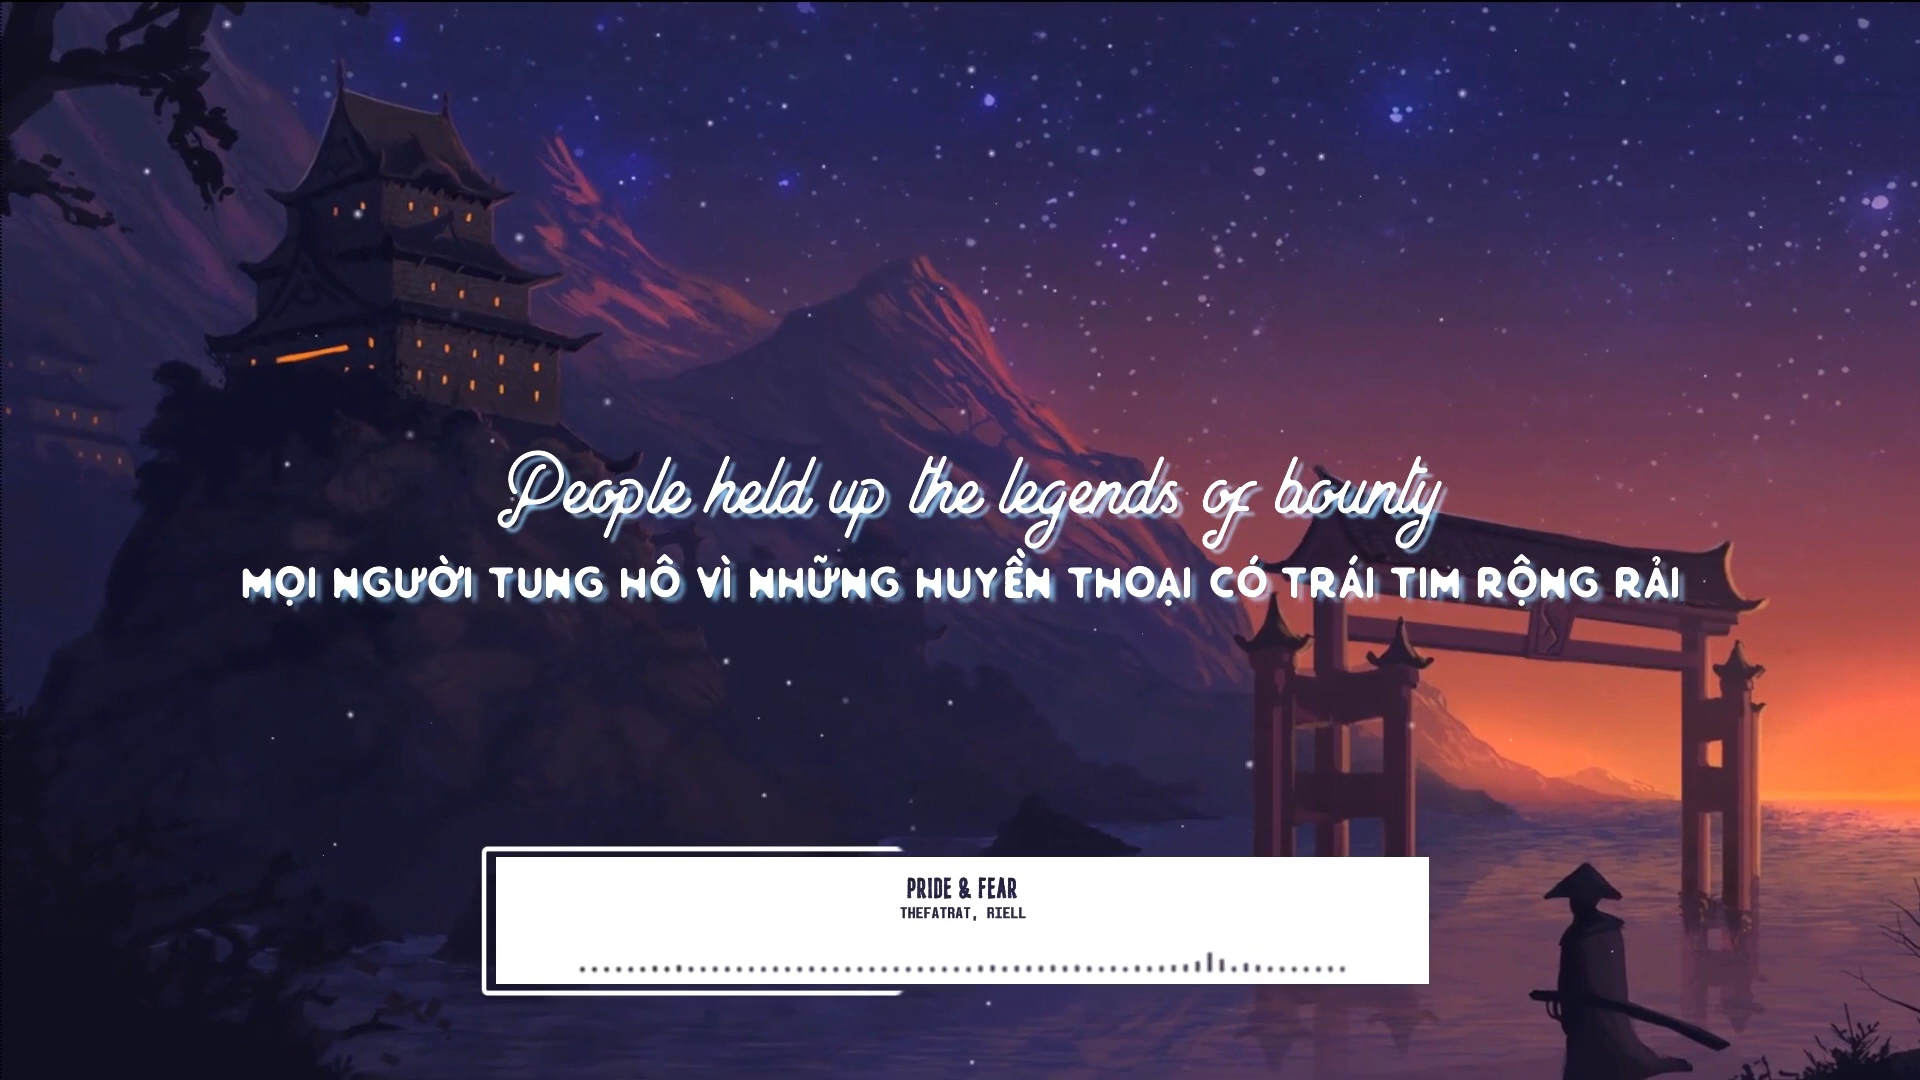 People held up the legends of bounty
MỌI NGƯỜI TUNG HÔ VÌ NHỮNG HUYỀN THOẠI CÓ TRÁI TIM RỘNG RẢI
PRIDE & FEAR
THEFATRAT, RIELL